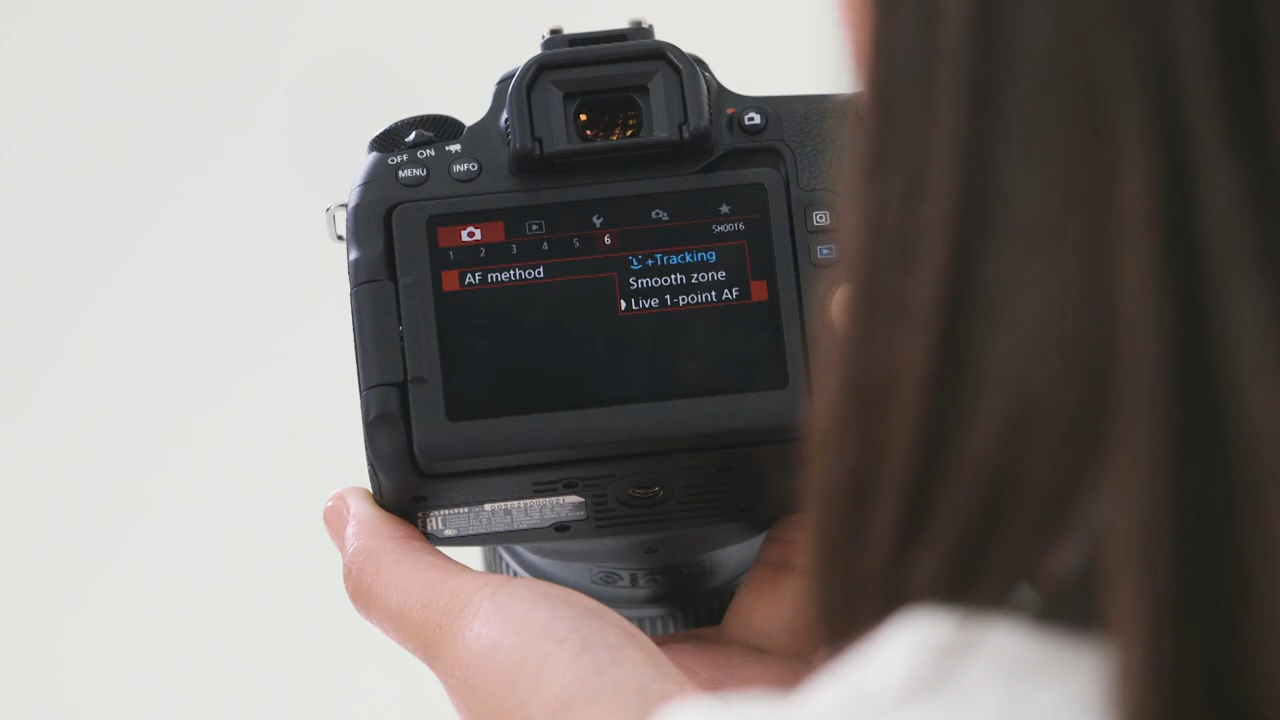 OFF ON
MENU INFO
SHOOT6
1 2 3 4 5 6
AF method
+Tracking
Smooth zone
Live 1-point AF
Canon
EAC